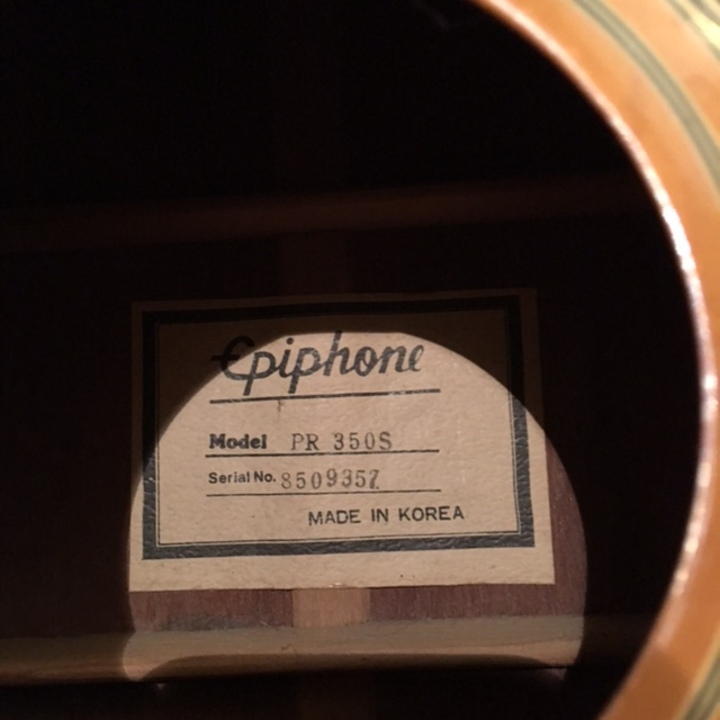 Epiphone
Model PR 350S
Serial No. 8509357
MADE IN KOREA